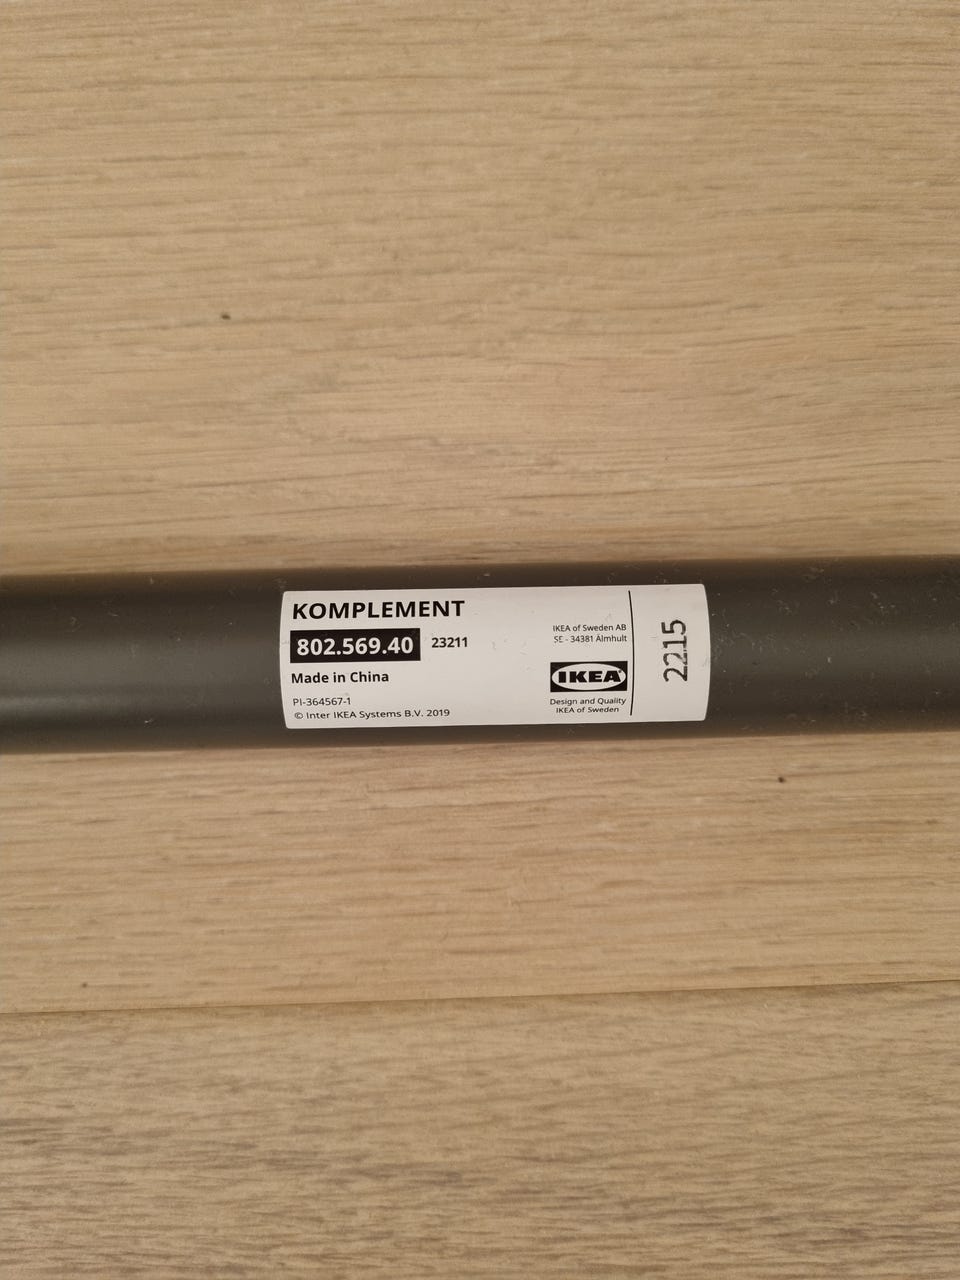 KOMPLEMENT
802.569.40 23211
Made in China
PI-364567-1
© Inter IKEA Systems B.V. 2019
IKEA of Sweden AB
SE - 34381 Älmhult
IKEA
Design and Quality
IKEA of Sweden
2215